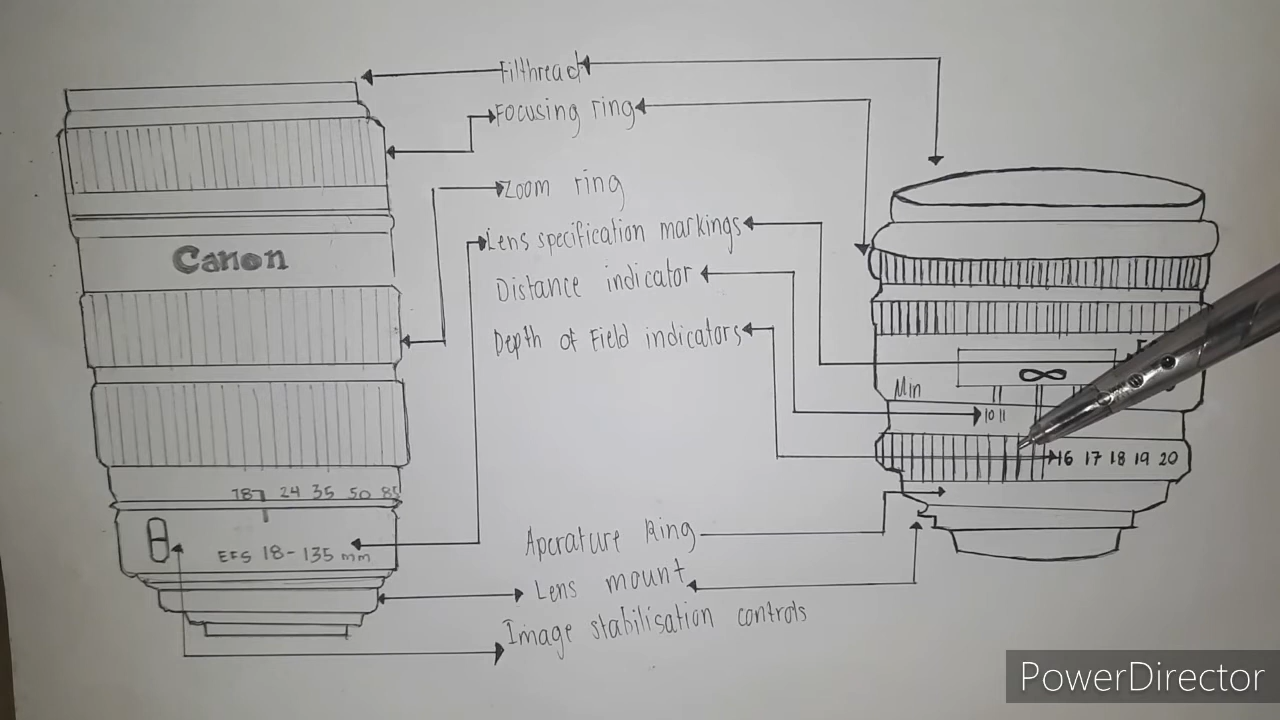 Filthread
Focusing ring
Zoom ring
Lens specification markings
Distance indicator
Depth of Field indicators
Aperature Ring
Lens mount
Image stabilisation controls
Canon
187 24 35 50 85
EFS 18-135 mm
Min
∞
10 11
16 17 18 19 20
PowerDirector